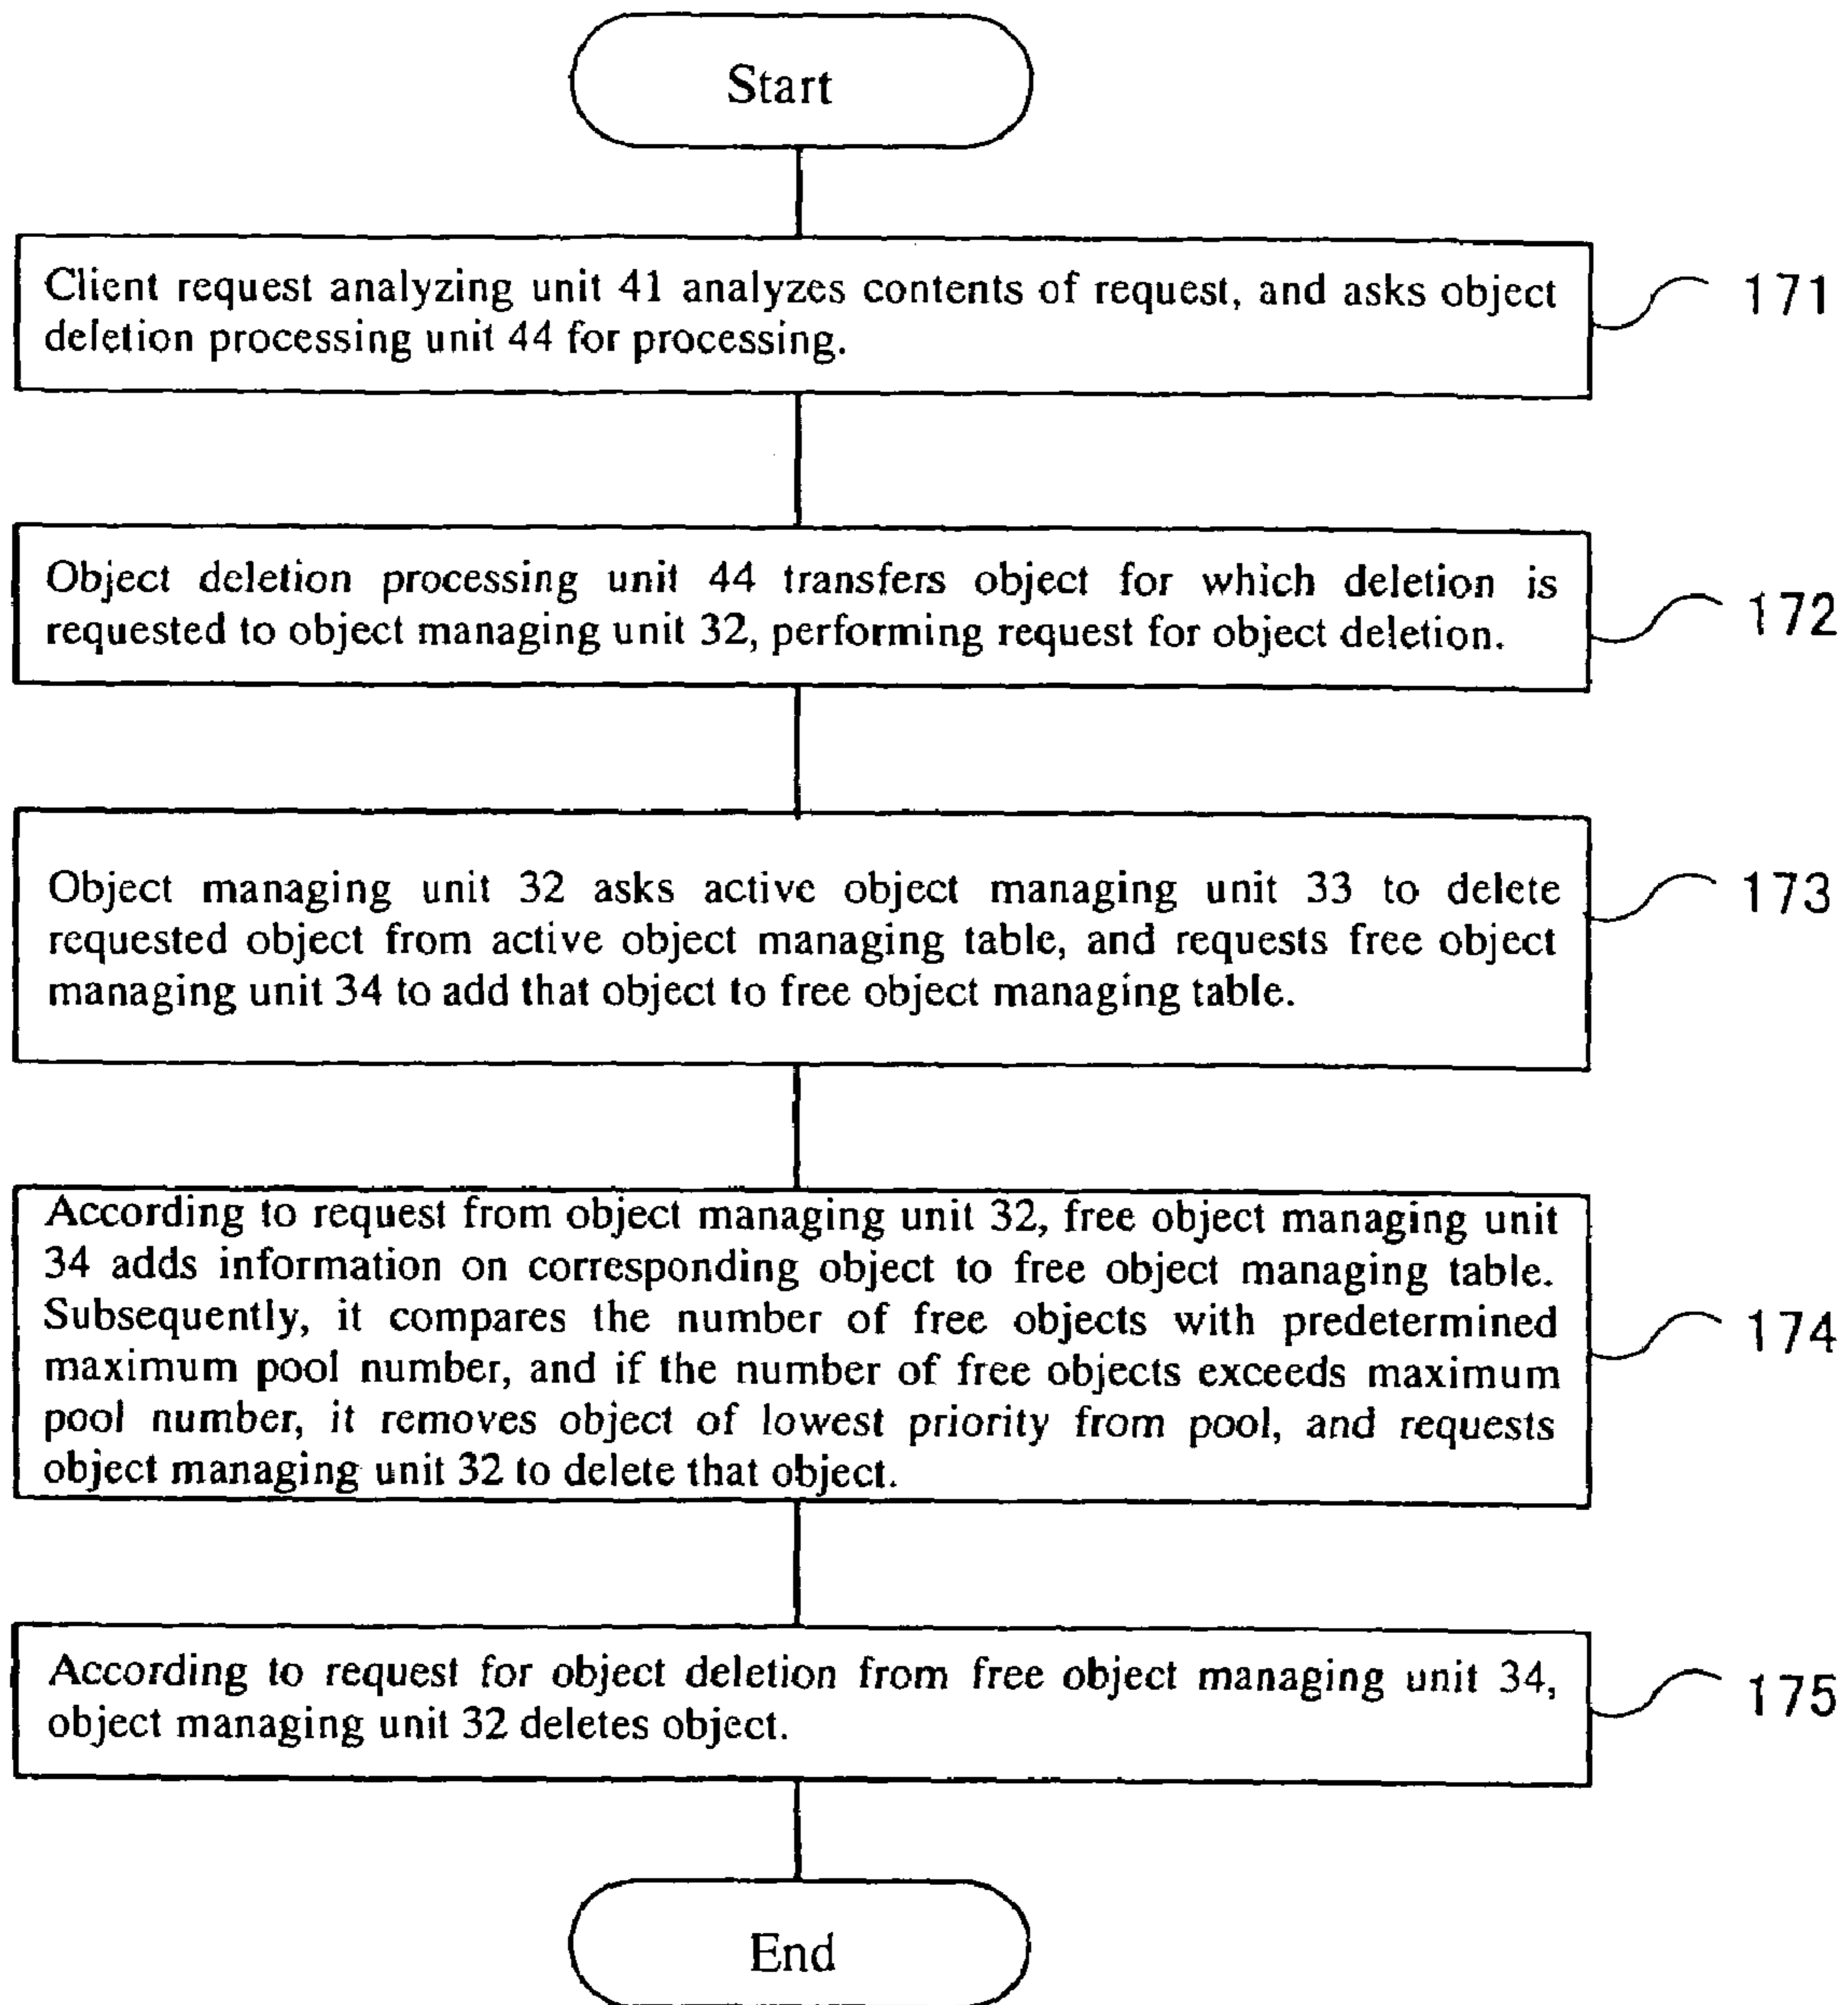 Start
Client request analyzing unit 41 analyzes contents of request, and asks object
deletion processing unit 44 for processing.
171
Object deletion processing unit 44 transfers object for which deletion is
requested to object managing unit 32, performing request for object deletion.
172
Object managing unit 32 asks active object managing unit 33 to delete
requested object from active object managing table, and requests free object
managing unit 34 to add that object to free object managing table.
173
According to request from object managing unit 32, free object managing unit
34 adds information on corresponding object to free object managing table.
Subsequently, it compares the number of free objects with predetermined
maximum pool number, and if the number of free objects exceeds maximum
pool number, it removes object of lowest priority from pool, and requests
object managing unit 32 to delete that object.
174
According to request for object deletion from free object managing unit 34,
object managing unit 32 deletes object.
175
End